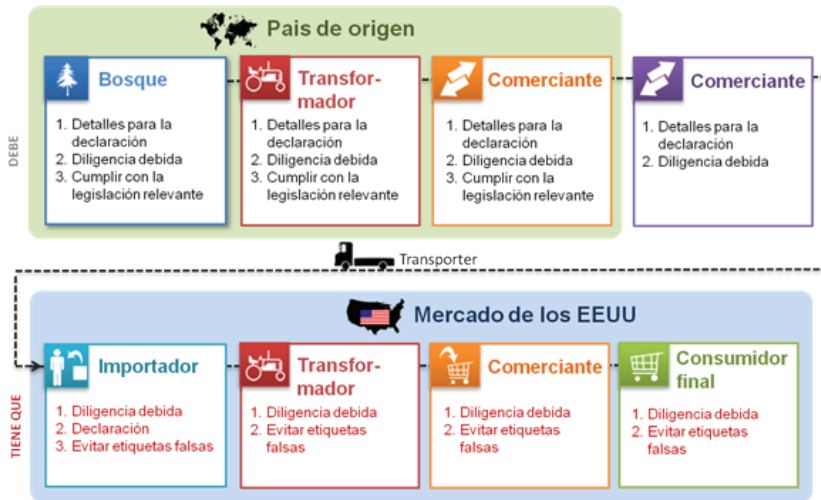 País de origen
DEBE
Bosque
1. Detalles para la
declaración
2. Diligencia debida
3. Cumplir con la
legislación relevante
Transfor-
mador
1. Detalles para la
declaración
2. Diligencia debida
3. Cumplir con la
legislación relevante
Comerciante
1. Detalles para la
declaración
2. Diligencia debida
3. Cumplir con la
legislación relevante
Comerciante
1. Detalles para la
declaración
2. Diligencia debida
Transporter
Mercado de los EEUU
TIENE QUE
Importador
1. Diligencia debida
2. Declaración
3. Evitar etiquetas falsas
Transfor-
mador
1. Diligencia debida
2. Evitar etiquetas
falsas
Comerciante
1. Diligencia debida
2. Evitar etiquetas
falsas
Consumidor
final
1. Diligencia debida
2. Evitar etiquetas
falsas